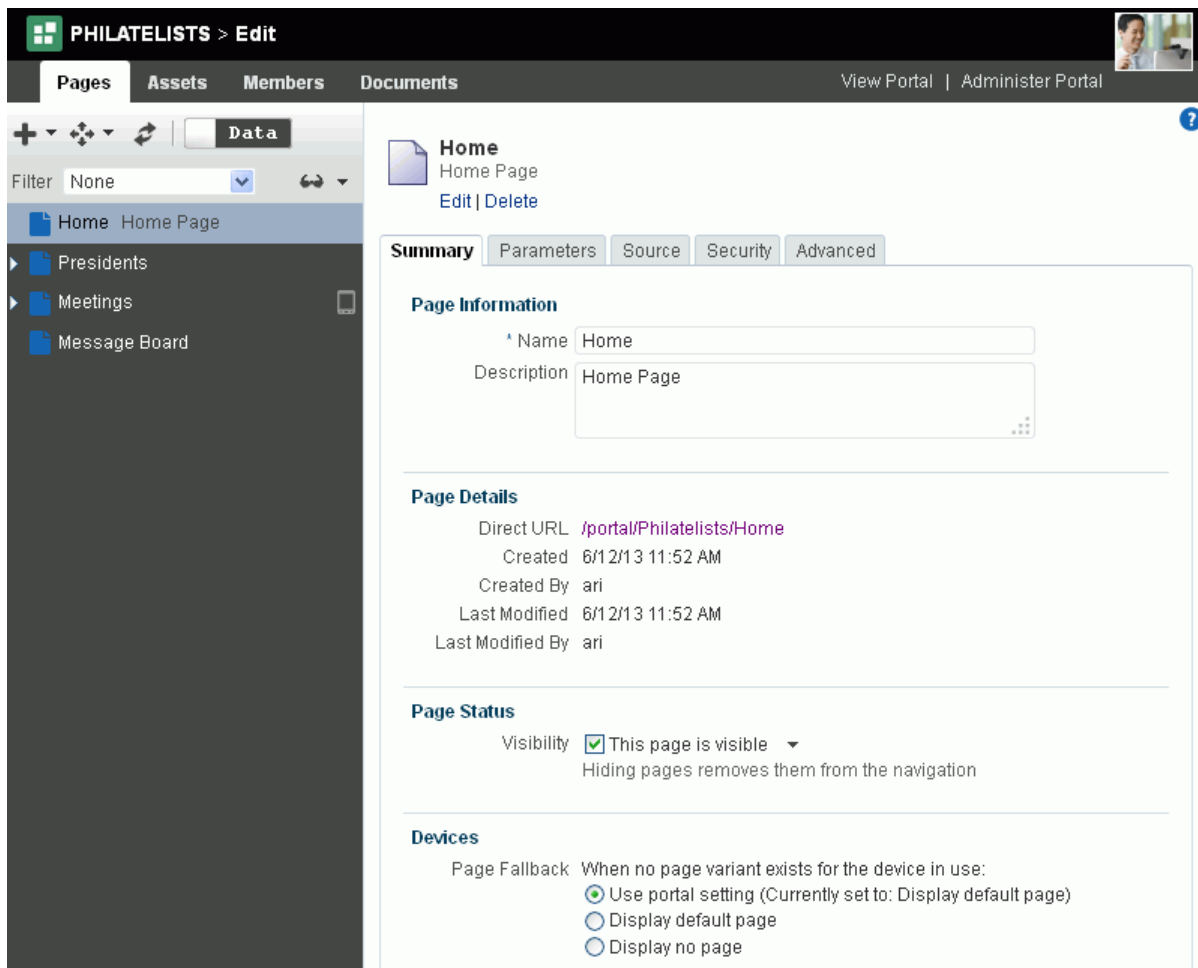 PHILATELISTS > Edit
Pages Assets Members Documents View Portal | Administer Portal
Data
?
Filter None
Home Home Page
Presidents
Meetings
Message Board
Home
Home Page
Edit | Delete
Summary Parameters Source Security Advanced
Page Information
* Name Home
Description Home Page
Page Details
Direct URL /portal/Philatelists/Home
Created 6/12/13 11:52 AM
Created By ari
Last Modified 6/12/13 11:52 AM
Last Modified By ari
Page Status
Visibility This page is visible
Hiding pages removes them from the navigation
Devices
Page Fallback When no page variant exists for the device in use:
Use portal setting (Currently set to: Display default page)
Display default page
Display no page